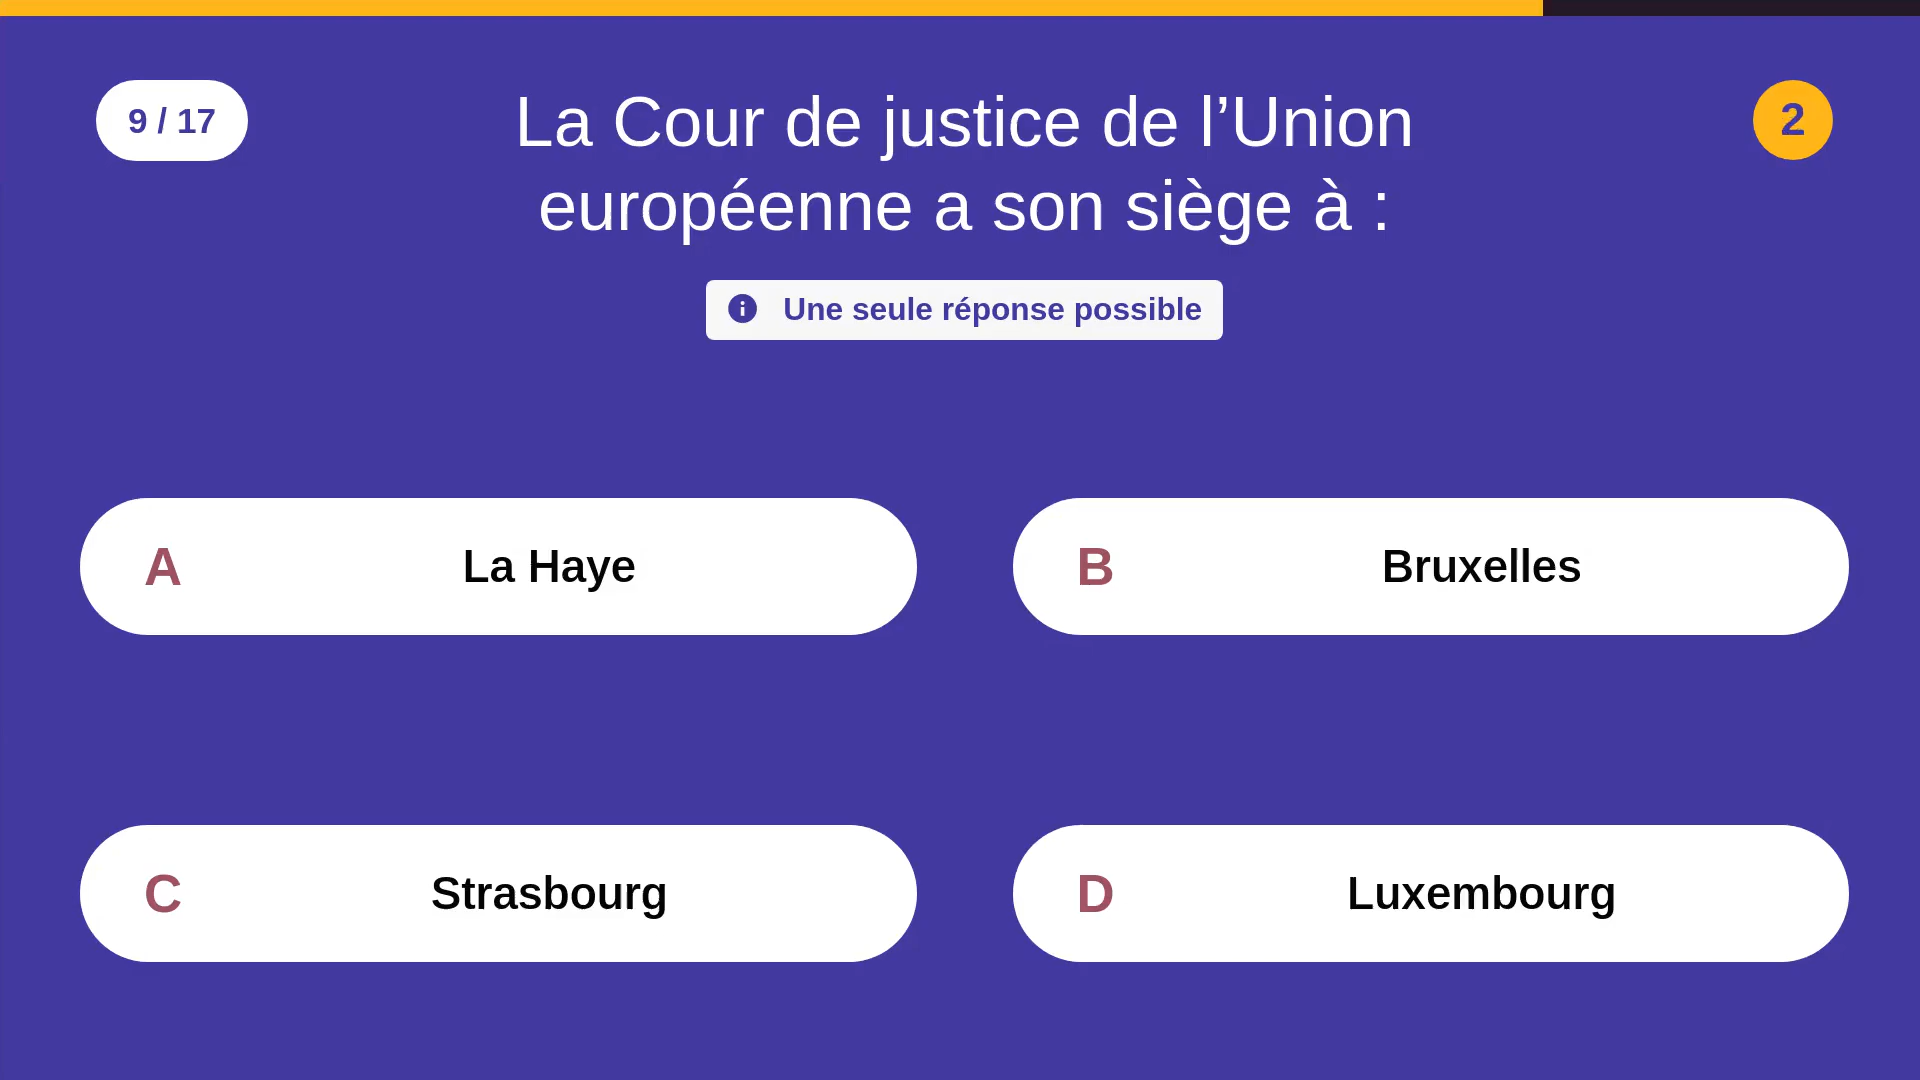 9 / 17
La Cour de justice de l’Union
européenne a son siège à :
2
Une seule réponse possible
A La Haye
B Bruxelles
C Strasbourg
D Luxembourg